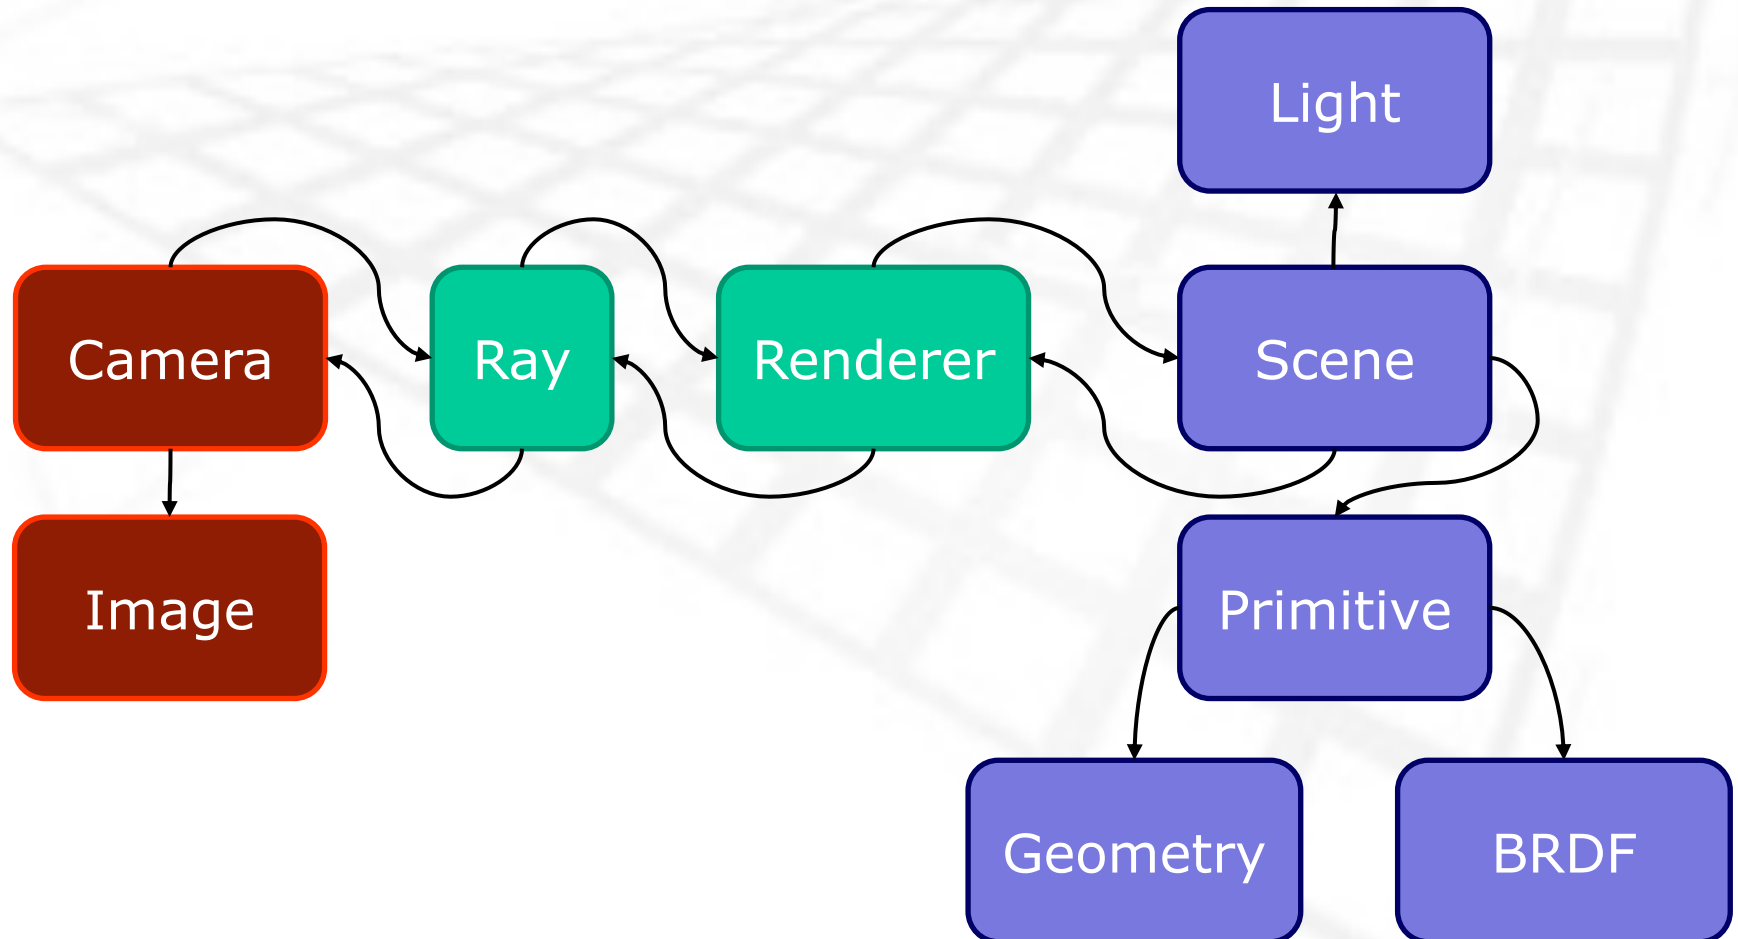 Light
Camera
Ray
Renderer
Scene
Image
Primitive
Geometry
BRDF